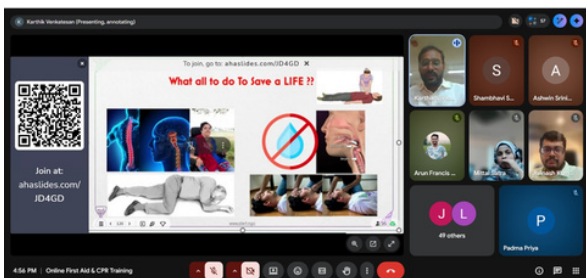 Karthik Venkatesan (Presenting, annotating)
57
To join, go to: ahaslides.com/JD4GD
What all to do To Save a LIFE ??
Join at:
ahaslides.com/
JD4GD
S
Shambhavi S...
A
Ashwin Srini...
Arun Francis ...
Mittal Sutra
J
L
49 others
P
Padma Priya
4:56 PM | Online First Aid & CPR Training